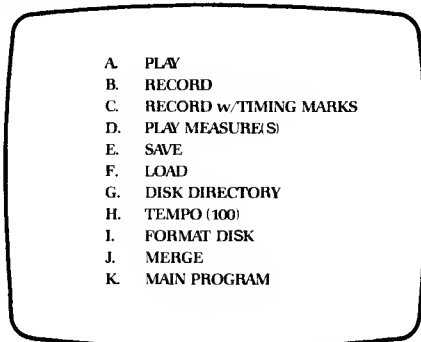 A. PLAY
B. RECORD
C. RECORD w/TIMING MARKS
D. PLAY MEASURE(S)
E. SAVE
F. LOAD
G. DISK DIRECTORY
H. TEMPO (100)
I. FORMAT DISK
J. MERGE
K. MAIN PROGRAM